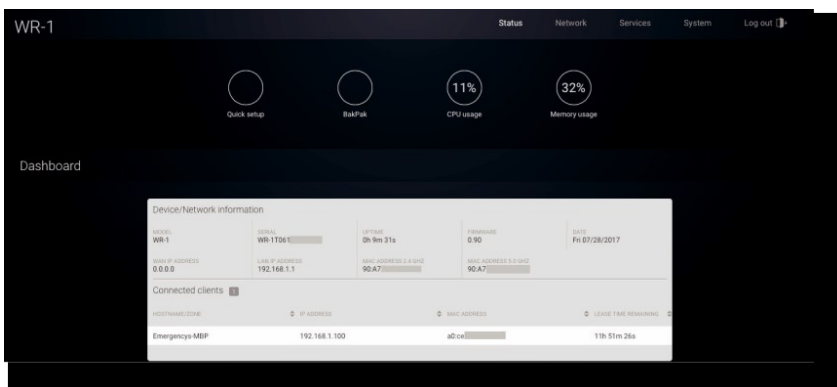 WR-1
Status Network Services System Log out
11% 32%
Quick setup BakPak CPU usage Memory usage
Dashboard
Device/Network information
MODEL SERIAL UPTIME FIRMWARE DATE
WR-1 WR-1T061 0h 9m 31s 0.90 Fri 07/28/2017
WAN IP ADDRESS LAN IP ADDRESS MAC ADDRESS 2.4 GHZ MAC ADDRESS 5.0 GHZ
0.0.0.0 192.168.1.1 90:A7 90:A7
Connected clients 1
HOSTNAME/ZONE IP ADDRESS MAC ADDRESS LEASE TIME REMAINING
Emergencys-MBP 192.168.1.100 a0:ce 11h 51m 26s